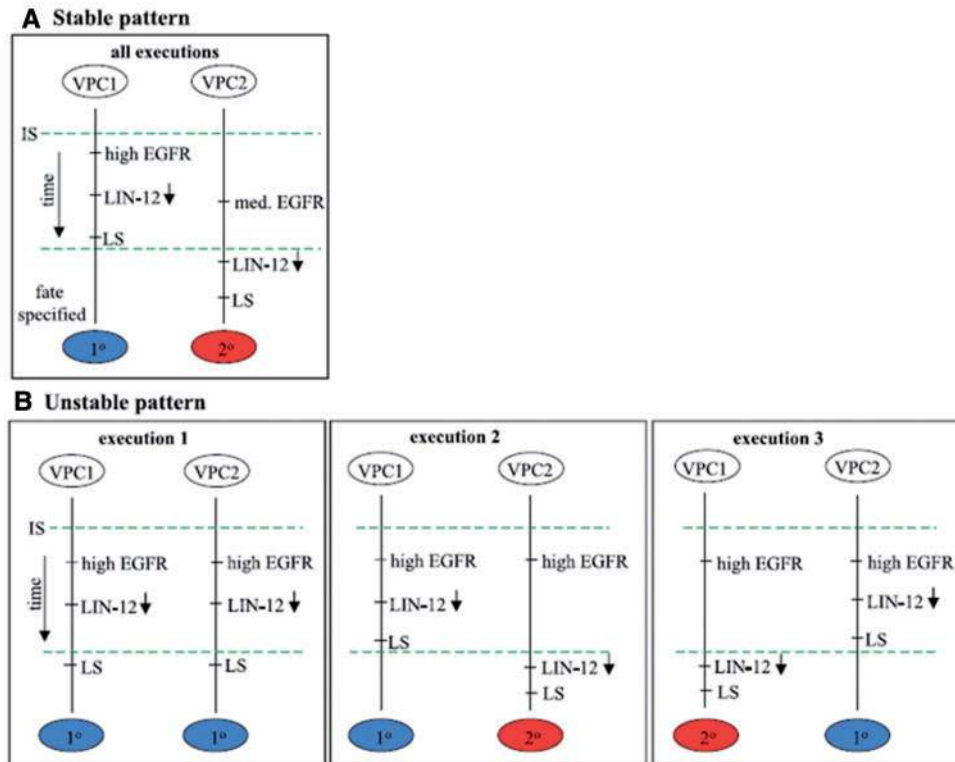 A Stable pattern
all executions
VPC1 VPC2
IS
high EGFR
time
LIN-12 ↓ med. EGFR
LS
LIN-12 ↓
fate
specified
LS
1° 2°
B Unstable pattern
execution 1
VPC1 VPC2
IS
high EGFR high EGFR
time
LIN-12 ↓ LIN-12 ↓
LS LS
1° 1°
execution 2
VPC1 VPC2
high EGFR high EGFR
LIN-12 ↓
LS
LIN-12 ↓
LS
1° 2°
execution 3
VPC1 VPC2
high EGFR high EGFR
LIN-12 ↓
LS
LIN-12 ↓
LS
2° 1°